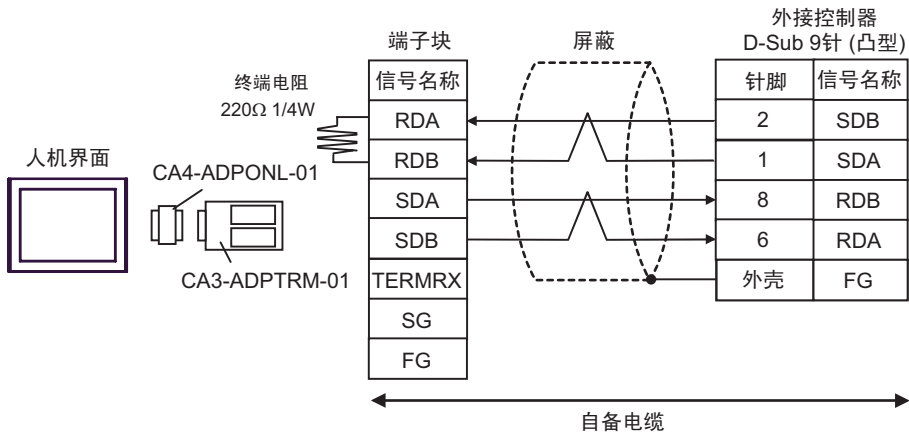 外接控制器
端子块
屏蔽
D-Sub 9针 (凸型)
终端电阻
220Ω 1/4W
信号名称
针脚
信号名称
RDA
2
SDB
人机界面
RDB
1
SDA
CA4-ADPONL-01
SDA
8
RDB
SDB
6
RDA
CA3-ADPTRM-01
TERMRX
外壳
FG
SG
FG
自备电缆